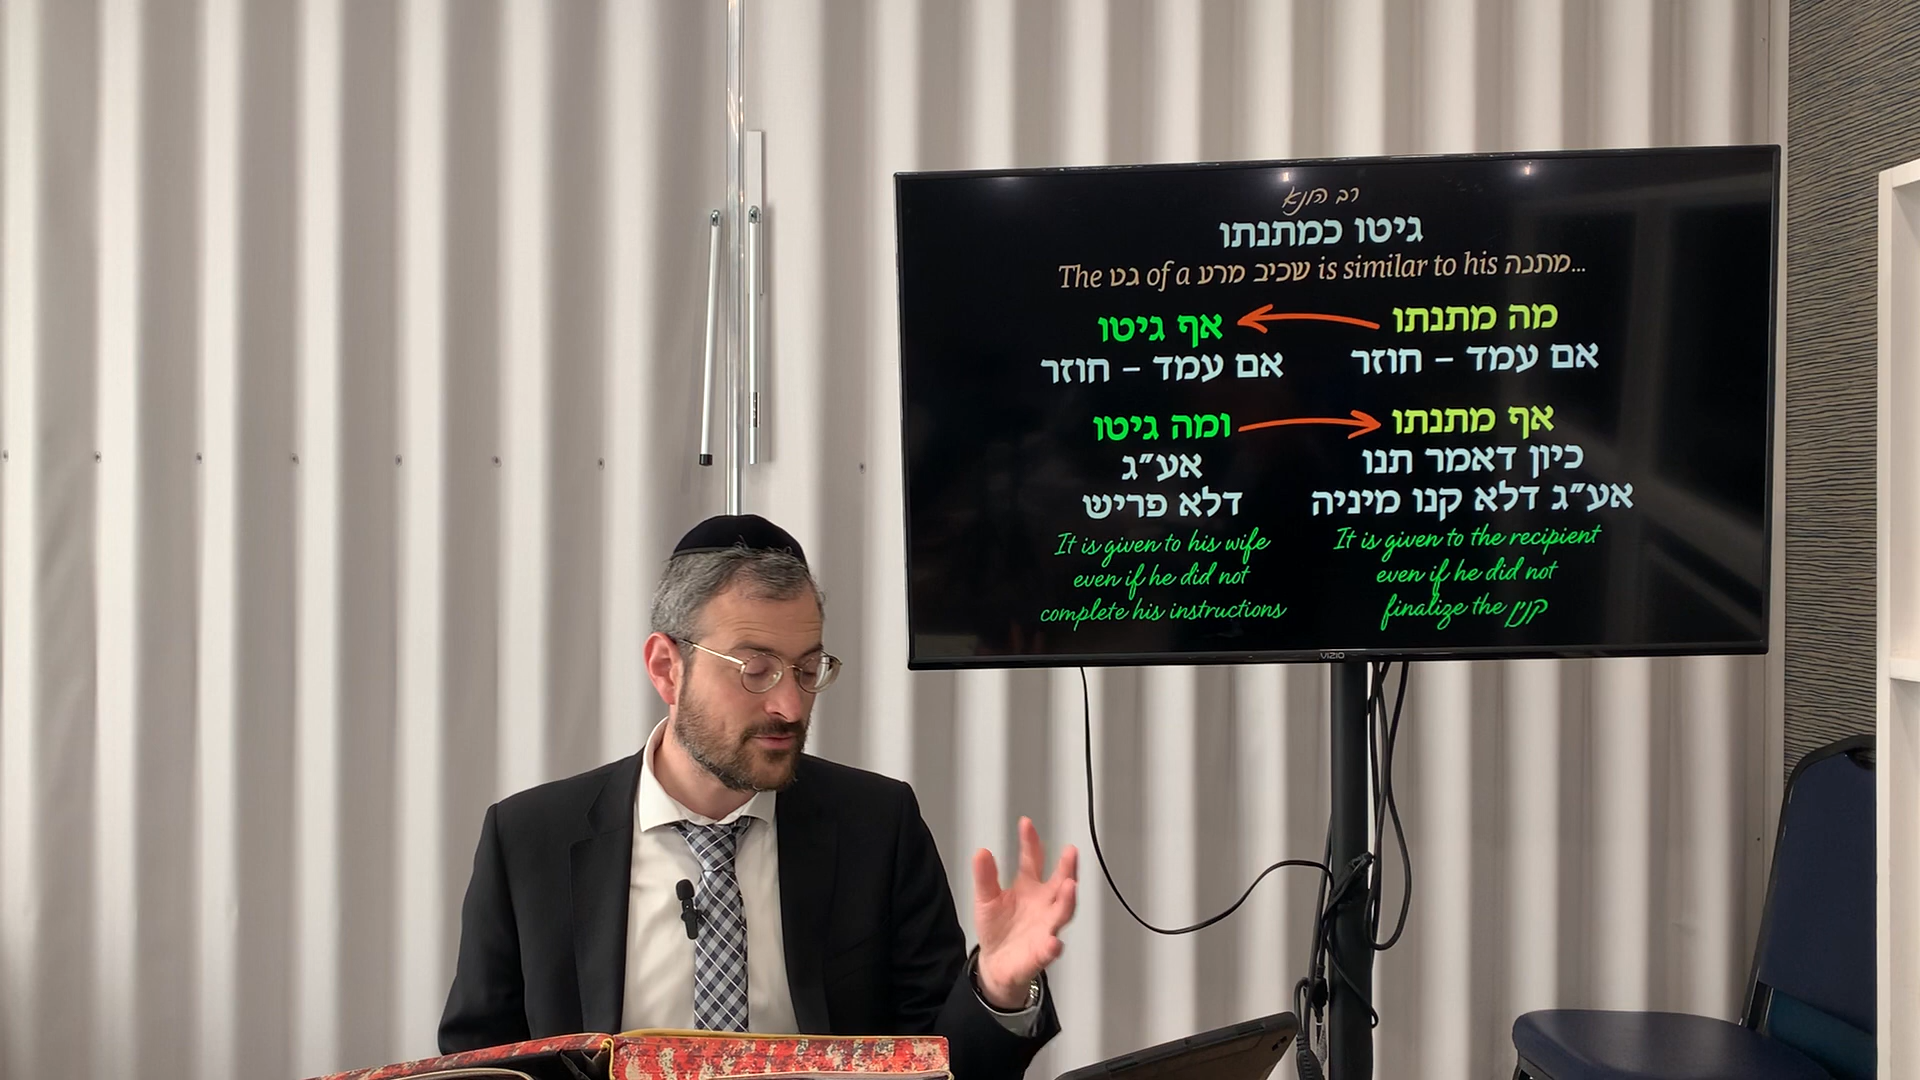 רב הונא
גיטו כמתנתו
The גט of a שכיב מרע is similar to his מתנה...
מה מתנתו
אם עמד – חוזר
אף גיטו
אם עמד – חוזר
ומה גיטו
אע״ג
דלא פריש
It is given to his wife
even if he did not
complete his instructions
אף מתנתו
כיון דאמר תנו
אע״ג דלא קנו מיניה
It is given to the recipient
even if he did not
finalize the קנין
VIZIO